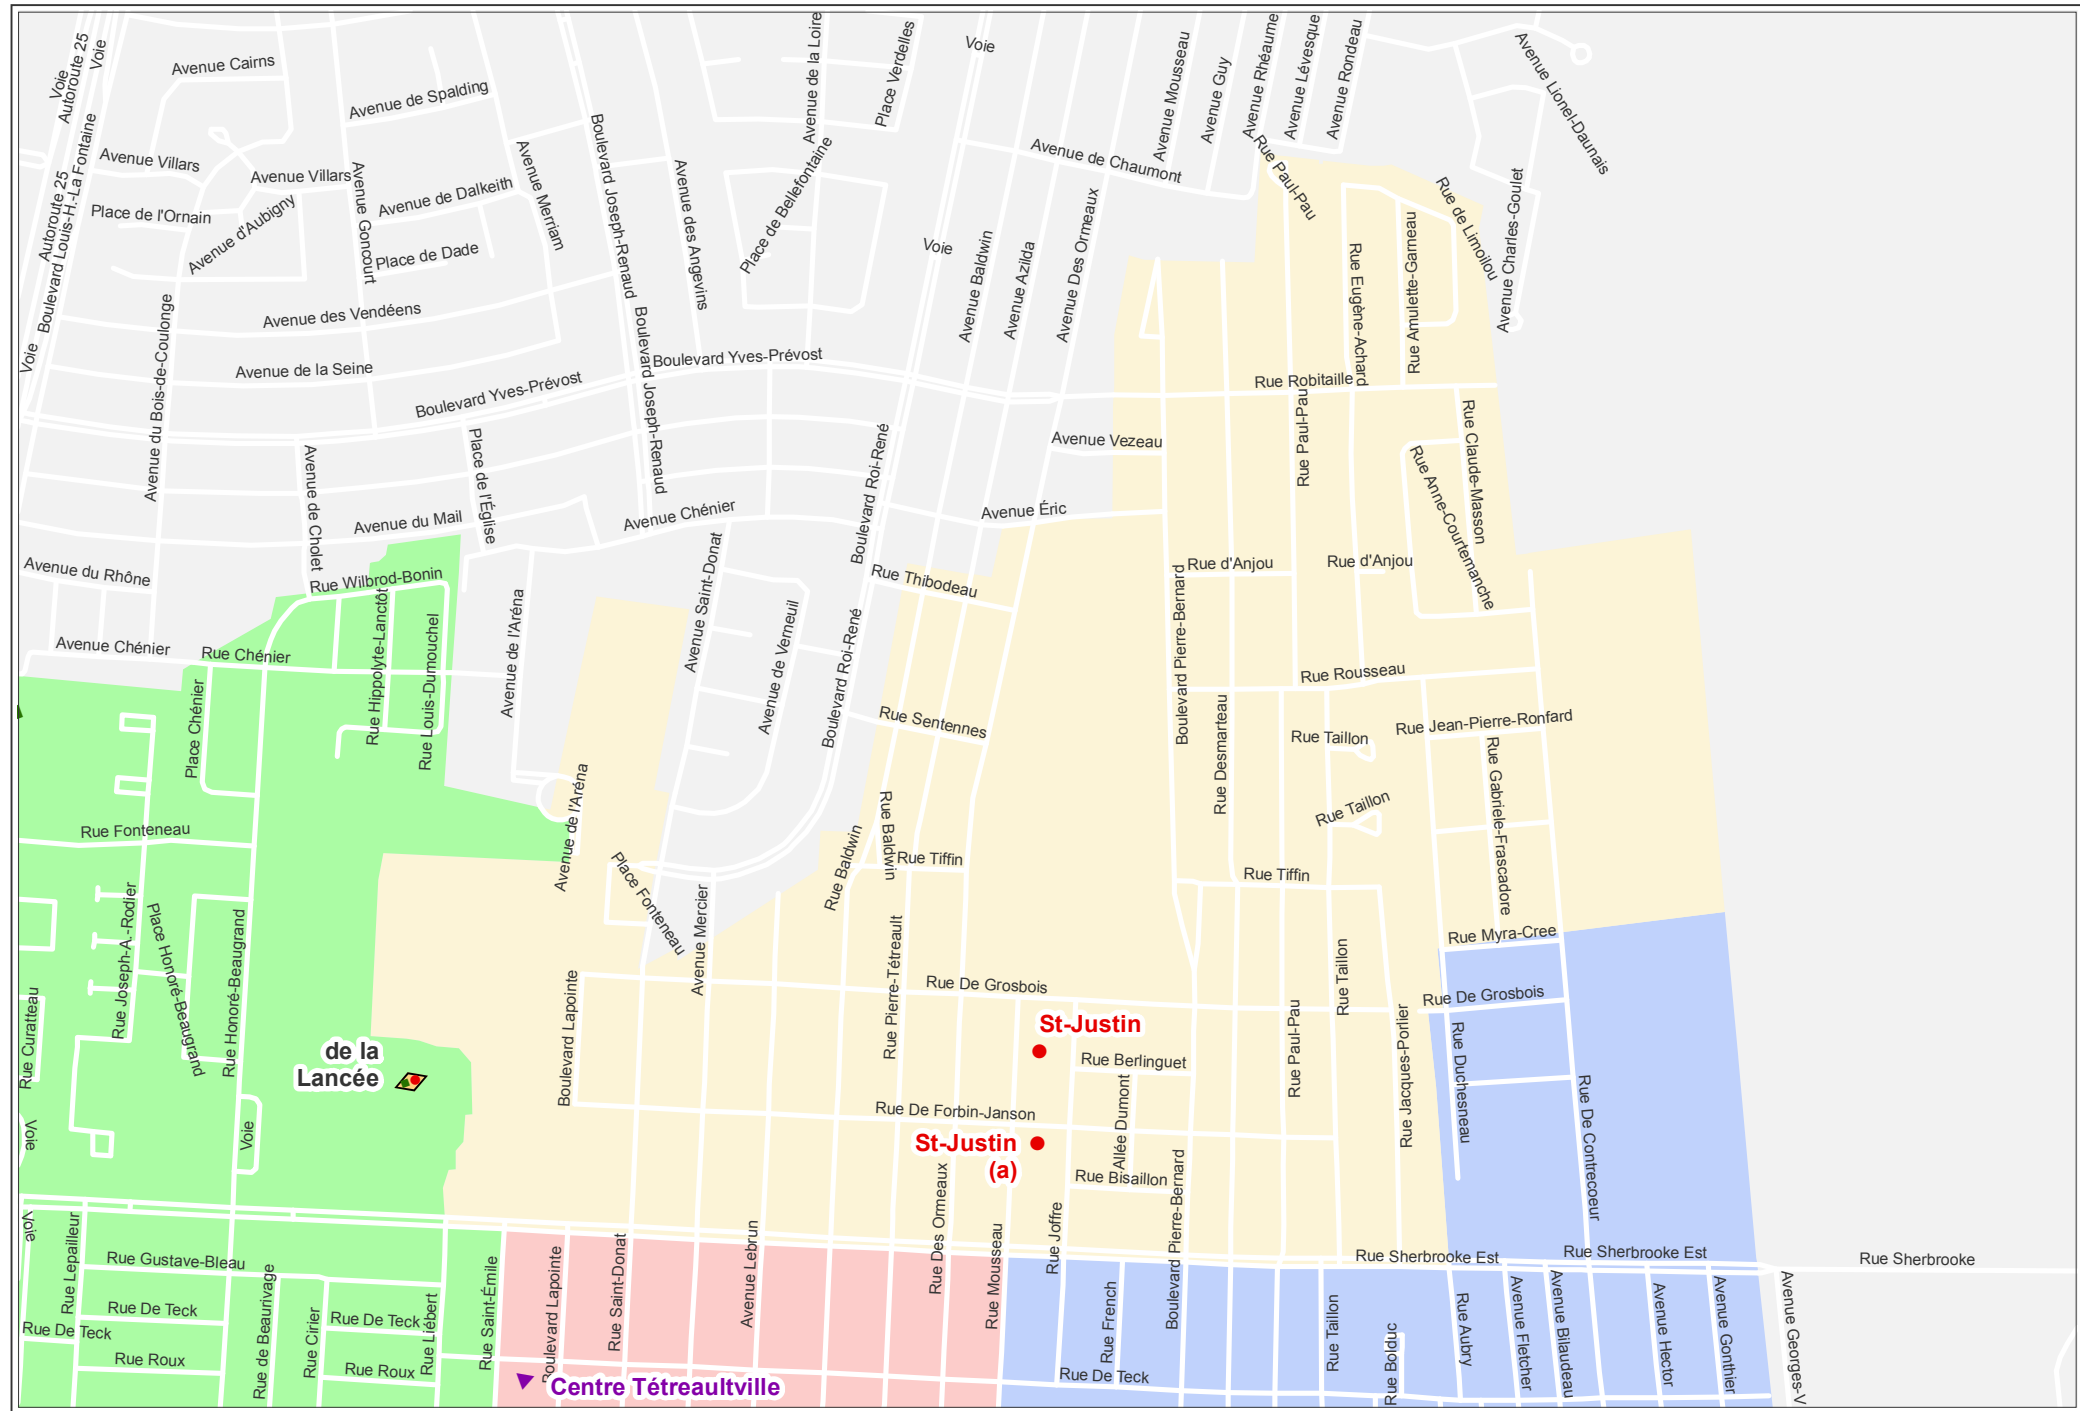 Voie
Autoroute 25
Voie
Avenue Cairns
Avenue de Spalding
Avenue de la Loire
Place Verdelles
Voie
Avenue Mousseau
Avenue Guy
Avenue Rhéaume
Avenue Lévesque
Avenue Rondeau
Avenue Lionel-Daunais
Boulevard Louis-H.-La Fontaine
Autoroute 25
Avenue Villars
Avenue Villars
Avenue Goncourt
Avenue de Dalkeith
Avenue Merriam
Boulevard Joseph-Renaud
Avenue des Angevins
Place de Bellefontaine
Avenue de Chaumont
Rue Paul-Pau
Rue de Limoilou
Avenue Charles-Goulet
Place de l'Ornain
Avenue d'Aubigny
Place de Dade
Voie
Avenue Baldwin
Avenue Azilda
Avenue Des Ormeaux
Rue Eugène-Achard
Rue Amulette-Garneau
Voie
Avenue du Bois-de-Coulonge
Avenue des Vendéens
Avenue de la Seine
Boulevard Yves-Prévost
Boulevard Yves-Prévost
Boulevard Joseph-Renaud
Rue Robitaille
Rue Paul-Pau
Rue Claude-Masson
Rue Anne-Courtemanche
Avenue de Cholet
Place de l'Église
Avenue du Mail
Avenue Chénier
Boulevard Roi-René
Avenue Vezeau
Avenue Éric
Avenue du Rhône
Rue Wilbrod-Bonin
Rue Hippolyte-Lanctôt
Rue Louis-Dumouchel
Avenue de l'Aréna
Avenue Saint-Donat
Avenue de Verneuil
Boulevard Roi-René
Rue Thibodeau
Boulevard Pierre-Bernard
Rue d'Anjou
Rue d'Anjou
Avenue Chénier
Rue Chénier
Place Chénier
Rue Sentennes
Rue Rousseau
Rue Desmarteau
Rue Taillon
Rue Jean-Pierre-Ronfard
Rue Gabriele-Frascadore
Rue Taillon
Rue Fonteneau
Avenue de l'Aréna
Place Fonteneau
Avenue Mercier
Rue Baldwin
Rue Baldwin
Rue Tiffin
Rue Tiffin
Rue Joseph-A.-Rodier
Place Honoré-Beaugrand
Rue Honoré-Beaugrand
Rue Curatteau
Boulevard Lapointe
Rue Pierre-Tétreault
Rue De Grosbois
Rue Taillon
Rue Paul-Pau
Rue Jacques-Porlier
Rue Myra-Cree
Rue De Grosbois
Rue Duchesneau
Rue De Contrecoeur
de la
Lancée
St-Justin
Rue Berlinguet
Allée Dumont
Rue De Forbin-Janson
St-Justin
(a)
Rue Bisaillon
Voie
Voie
Voie
Rue Lepailleur
Rue Gustave-Bleau
Rue de Beaurivage
Rue Cirier
Rue De Teck
Rue De Teck
Rue De Teck
Rue Roux
Rue Roux
Rue Liébert
Rue Saint-Émile
Boulevard Lapointe
Rue Saint-Donat
Avenue Lebrun
Rue Des Ormeaux
Rue Mousseau
Rue Joffre
Rue French
Boulevard Pierre-Bernard
Rue De Teck
Rue Sherbrooke Est
Rue Sherbrooke Est
Rue Sherbrooke
Rue Taillon
Rue Bolduc
Rue Aubry
Avenue Fletcher
Avenue Bilaudeau
Avenue Hector
Avenue Gonthier
Avenue Georges-V
Centre Tétreaultville